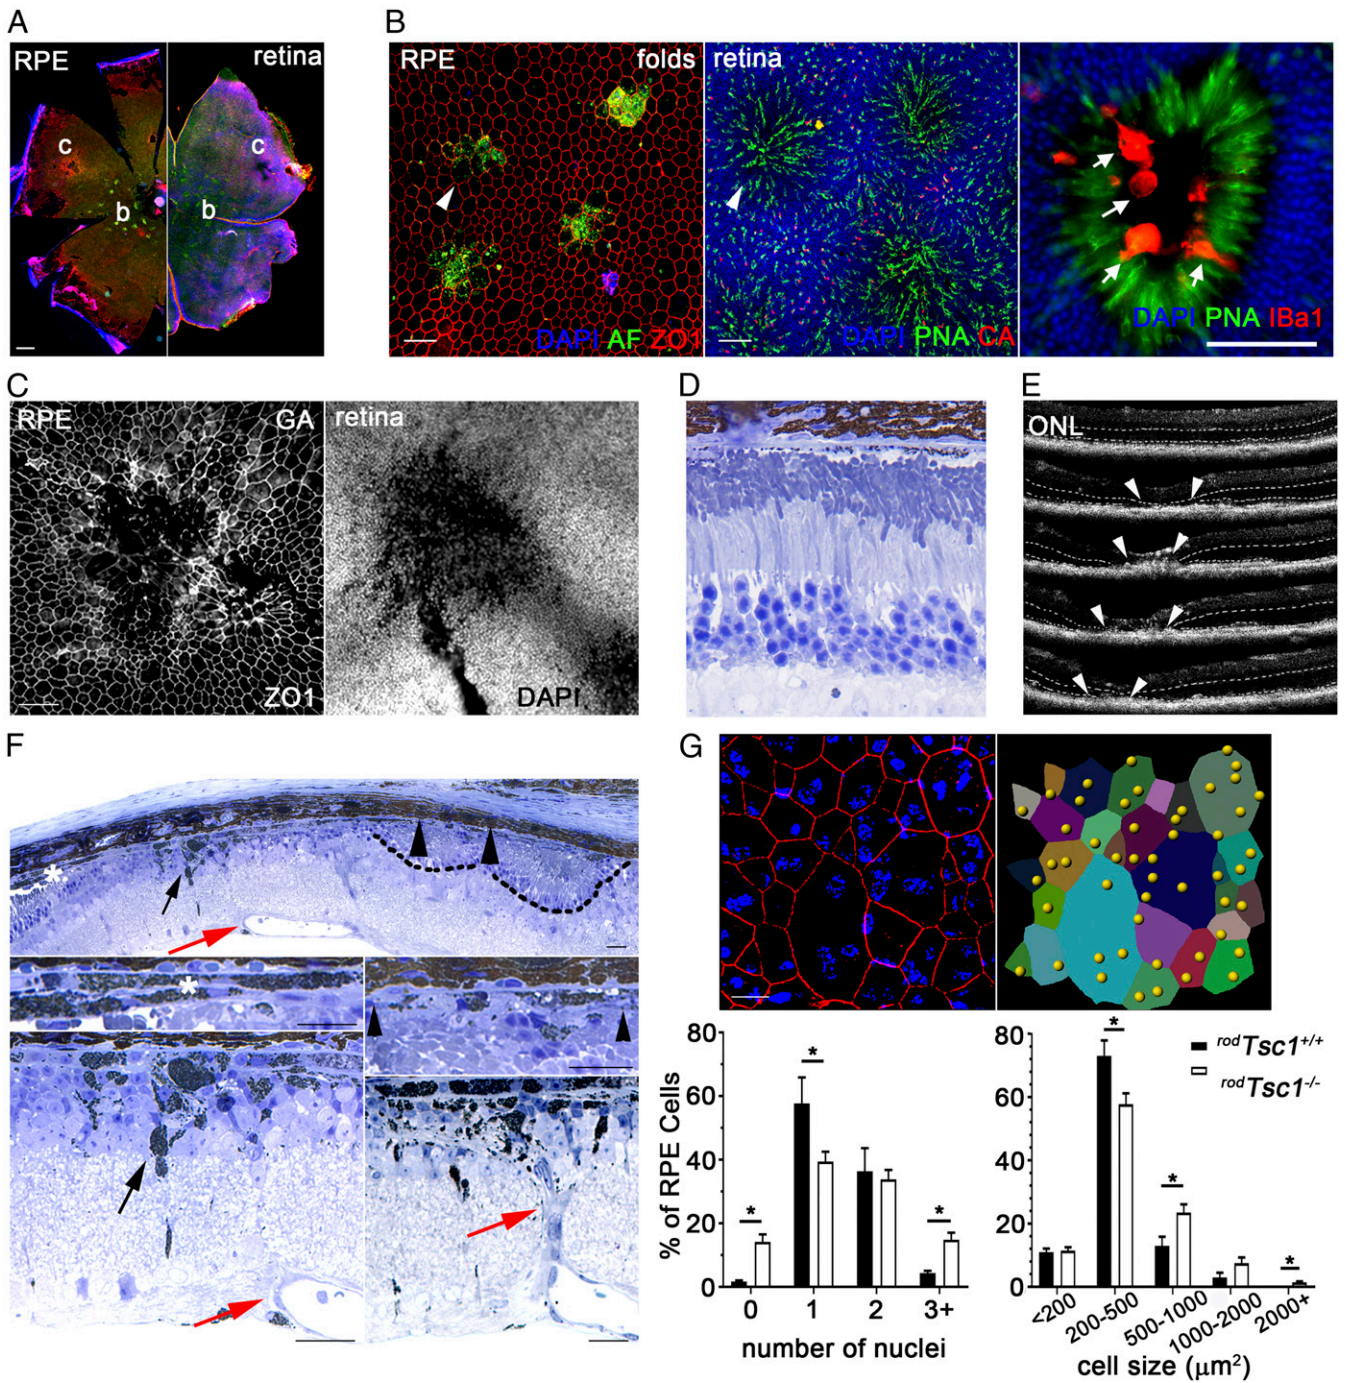 A
RPE
retina
c
c
b
b
B
RPE
folds
retina
DAPI AF ZO1
DAPI PNA CA
DAPI PNA IBa1
C
RPE
GA
retina
ZO1
DAPI
D
E
ONL
F
*
*
G
% of RPE Cells
80
60
40
20
0
*
*
*
0 1 2 3+
number of nuclei
80
60
40
20
0
*
*
*
<200 200-500 500-1000 1000-2000 2000+
cell size (μm²)
rodTsc1+/+
rodTsc1-/-